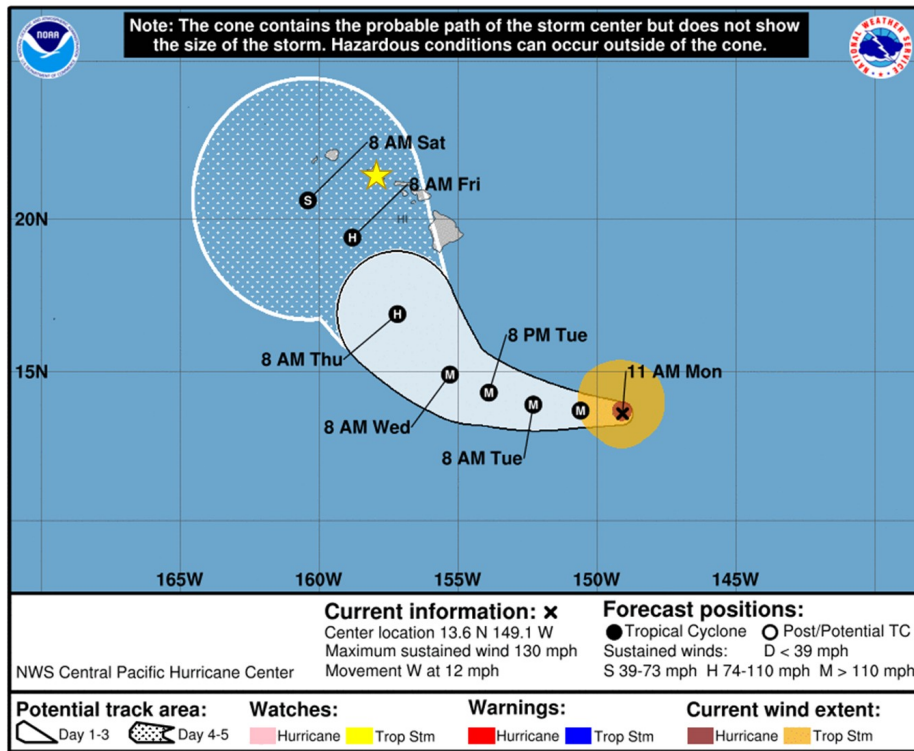 Note: The cone contains the probable path of the storm center but does not show
the size of the storm. Hazardous conditions can occur outside of the cone.
NOAA
NATIONAL WEATHER SERVICE
8 AM Sat
S
8 AM Fri
H
20N
HI
8 AM Thu
H
8 PM Tue
15N
11 AM Mon
M
M
M
M
8 AM Wed
8 AM Tue
165W
160W
155W
150W
145W
Current information: ×
Center location 13.6 N 149.1 W
Maximum sustained wind 130 mph
Movement W at 12 mph
Forecast positions:
Tropical Cyclone Post/Potential TC
Sustained winds: D < 39 mph
S 39-73 mph H 74-110 mph M > 110 mph
NWS Central Pacific Hurricane Center
Potential track area:
Day 1-3 Day 4-5
Watches:
Hurricane Trop Stm
Warnings:
Hurricane Trop Stm
Current wind extent:
Hurricane Trop Stm